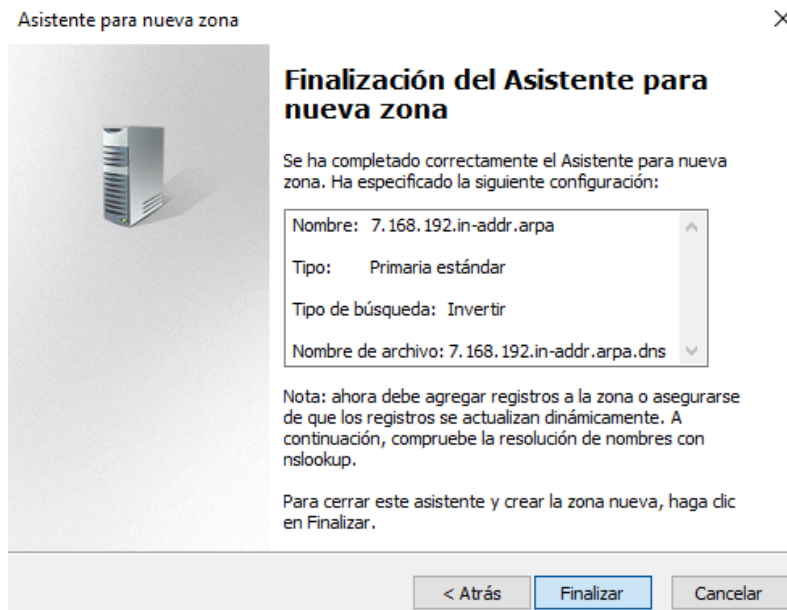 Asistente para nueva zona
Finalización del Asistente para
nueva zona
Se ha completado correctamente el Asistente para nueva
zona. Ha especificado la siguiente configuración:
Nombre: 7.168.192.in-addr.arpa
Tipo: Primaria estándar
Tipo de búsqueda: Invertir
Nombre de archivo: 7.168.192.in-addr.arpa.dns
Nota: ahora debe agregar registros a la zona o asegurarse
de que los registros se actualizan dinámicamente. A
continuación, compruebe la resolución de nombres con
nslookup.
Para cerrar este asistente y crear la zona nueva, haga clic
en Finalizar.
< Atrás Finalizar Cancelar